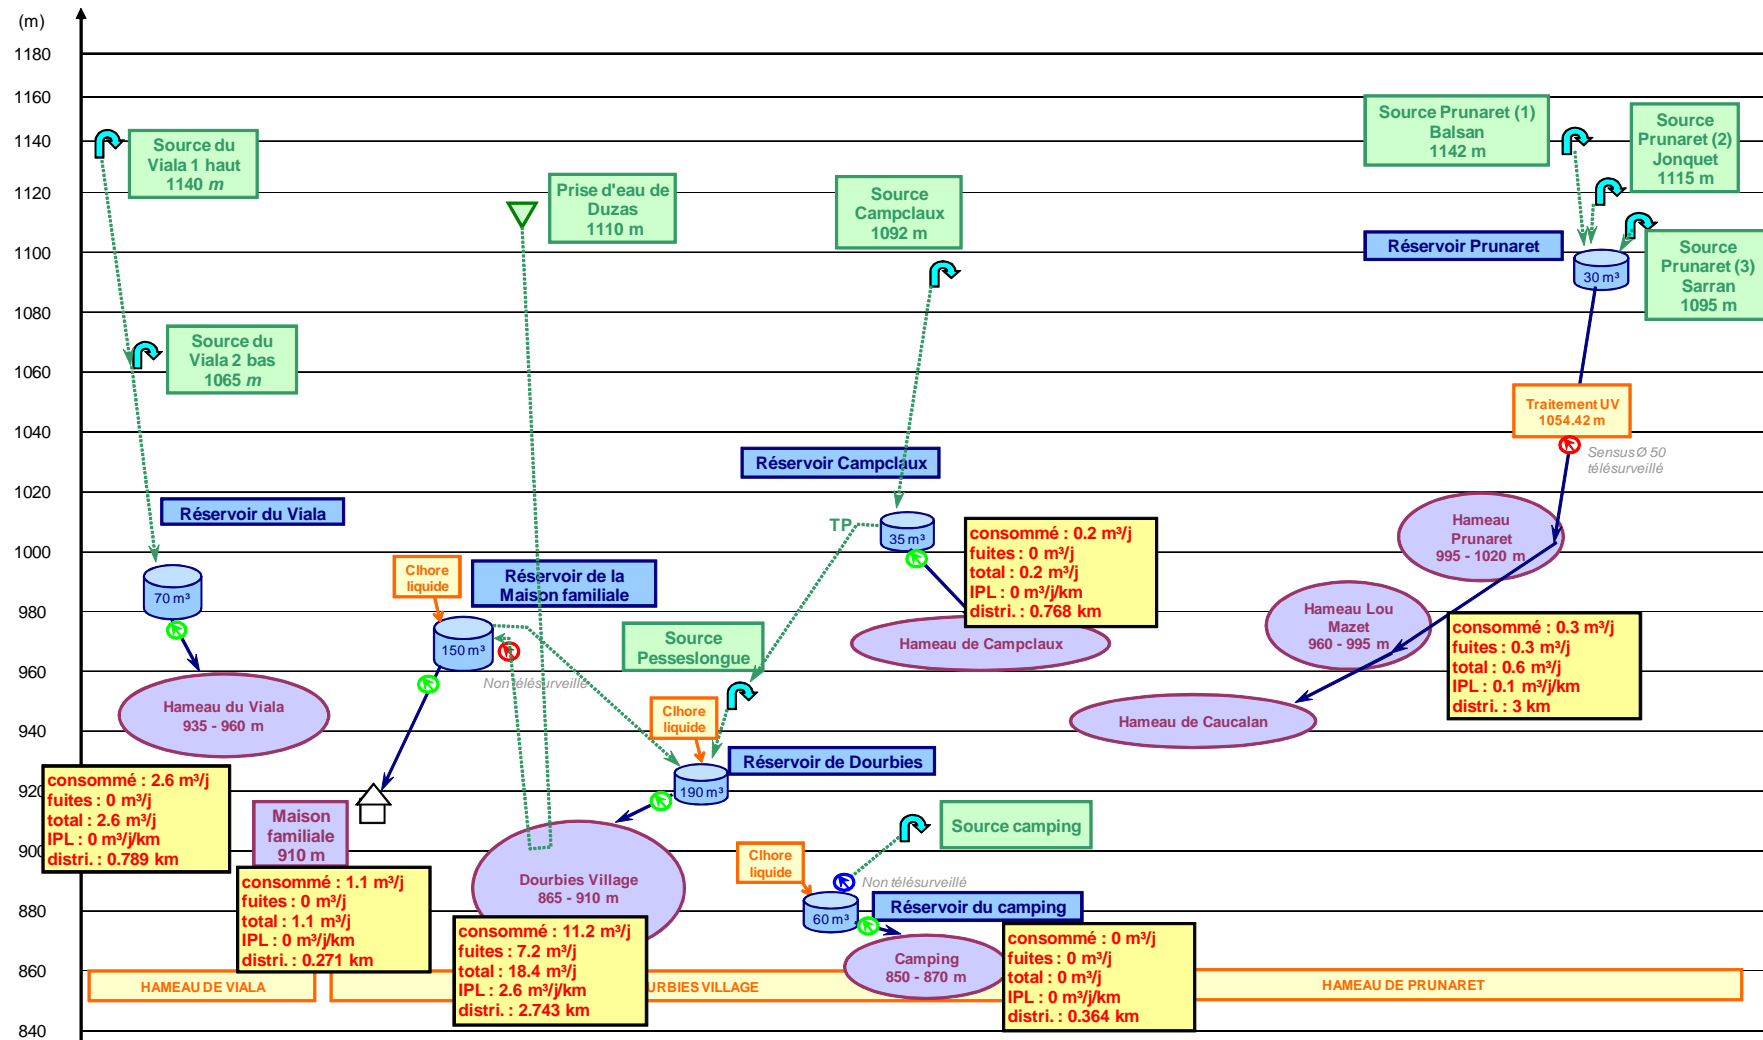 (m)
1180
1160
1140
1120
1100
1080
1060
1040
1020
1000
980
960
940
920
900
880
860
840
Source du
Viala 1 haut
1140 m
Source du
Viala 2 bas
1065 m
Réservoir du Viala
70 m³
Hameau du Viala
935 - 960 m
consommé : 2.6 m³/j
fuites : 0 m³/j
total : 2.6 m³/j
IPL : 0 m³/j/km
distri. : 0.789 km
HAMEAU DE VIALA
Prise d'eau de
Duzas
1110 m
Clhore
liquide
Réservoir de la
Maison familiale
150 m³
Non télésurveillé
Maison
familiale
910 m
consommé : 1.1 m³/j
fuites : 0 m³/j
total : 1.1 m³/j
IPL : 0 m³/j/km
distri. : 0.271 km
Source
Campclaux
1092 m
Réservoir Campclaux
TP
35 m³
consommé : 0.2 m³/j
fuites : 0 m³/j
total : 0.2 m³/j
IPL : 0 m³/j/km
distri. : 0.768 km
Hameau de Campclaux
Source
Pesseslongue
Clhore
liquide
Réservoir de Dourbies
190 m³
Dourbies Village
865 - 910 m
consommé : 11.2 m³/j
fuites : 7.2 m³/j
total : 18.4 m³/j
IPL : 2.6 m³/j/km
distri. : 2.743 km
URBIES VILLAGE
Source camping
Clhore
liquide
Non télésurveillé
60 m³
Réservoir du camping
Camping
850 - 870 m
consommé : 0 m³/j
fuites : 0 m³/j
total : 0 m³/j
IPL : 0 m³/j/km
distri. : 0.364 km
Source Prunaret (1)
Balsan
1142 m
Source
Prunaret (2)
Jonquet
1115 m
Réservoir Prunaret
30 m³
Source
Prunaret (3)
Sarran
1095 m
Traitement UV
1054.42 m
Sensus Ø 50
télésurveillé
Hameau
Prunaret
995 - 1020 m
Hameau Lou
Mazet
960 - 995 m
consommé : 0.3 m³/j
fuites : 0.3 m³/j
total : 0.6 m³/j
IPL : 0.1 m³/j/km
distri. : 3 km
Hameau de Caucalan
HAMEAU DE PRUNARET